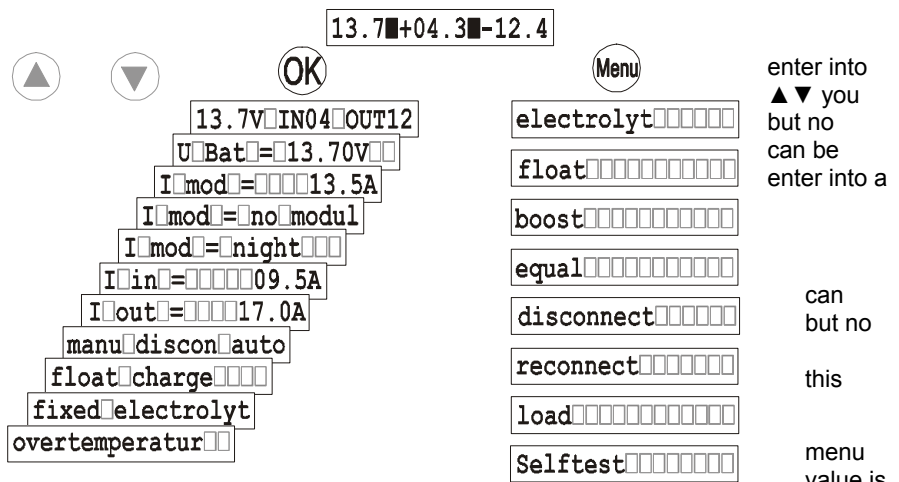 13.7■+04.3■-12.4
▲ ▼ OK Menu
13.7V□IN04□OUT12
U□Bat□=□13.70V□□
I□mod□=□□□□13.5A
I□mod□=□no□modul
I□mod□=□night□□□
I□in□=□□□□□09.5A
I□out□=□□□□17.0A
manu□discon□auto
float□charge□□□□
fixed□electrolyt
overtemperatur□□
electrolyt□□□□□□
float□□□□□□□□□□□
boost□□□□□□□□□□□
equal□□□□□□□□□□□
disconnect□□□□□□
reconnect□□□□□□□
load□□□□□□□□□□□□
Selftest□□□□□□□□
enter into
▲▼ you
but no
can be
enter into a
can
but no
this
menu
value is